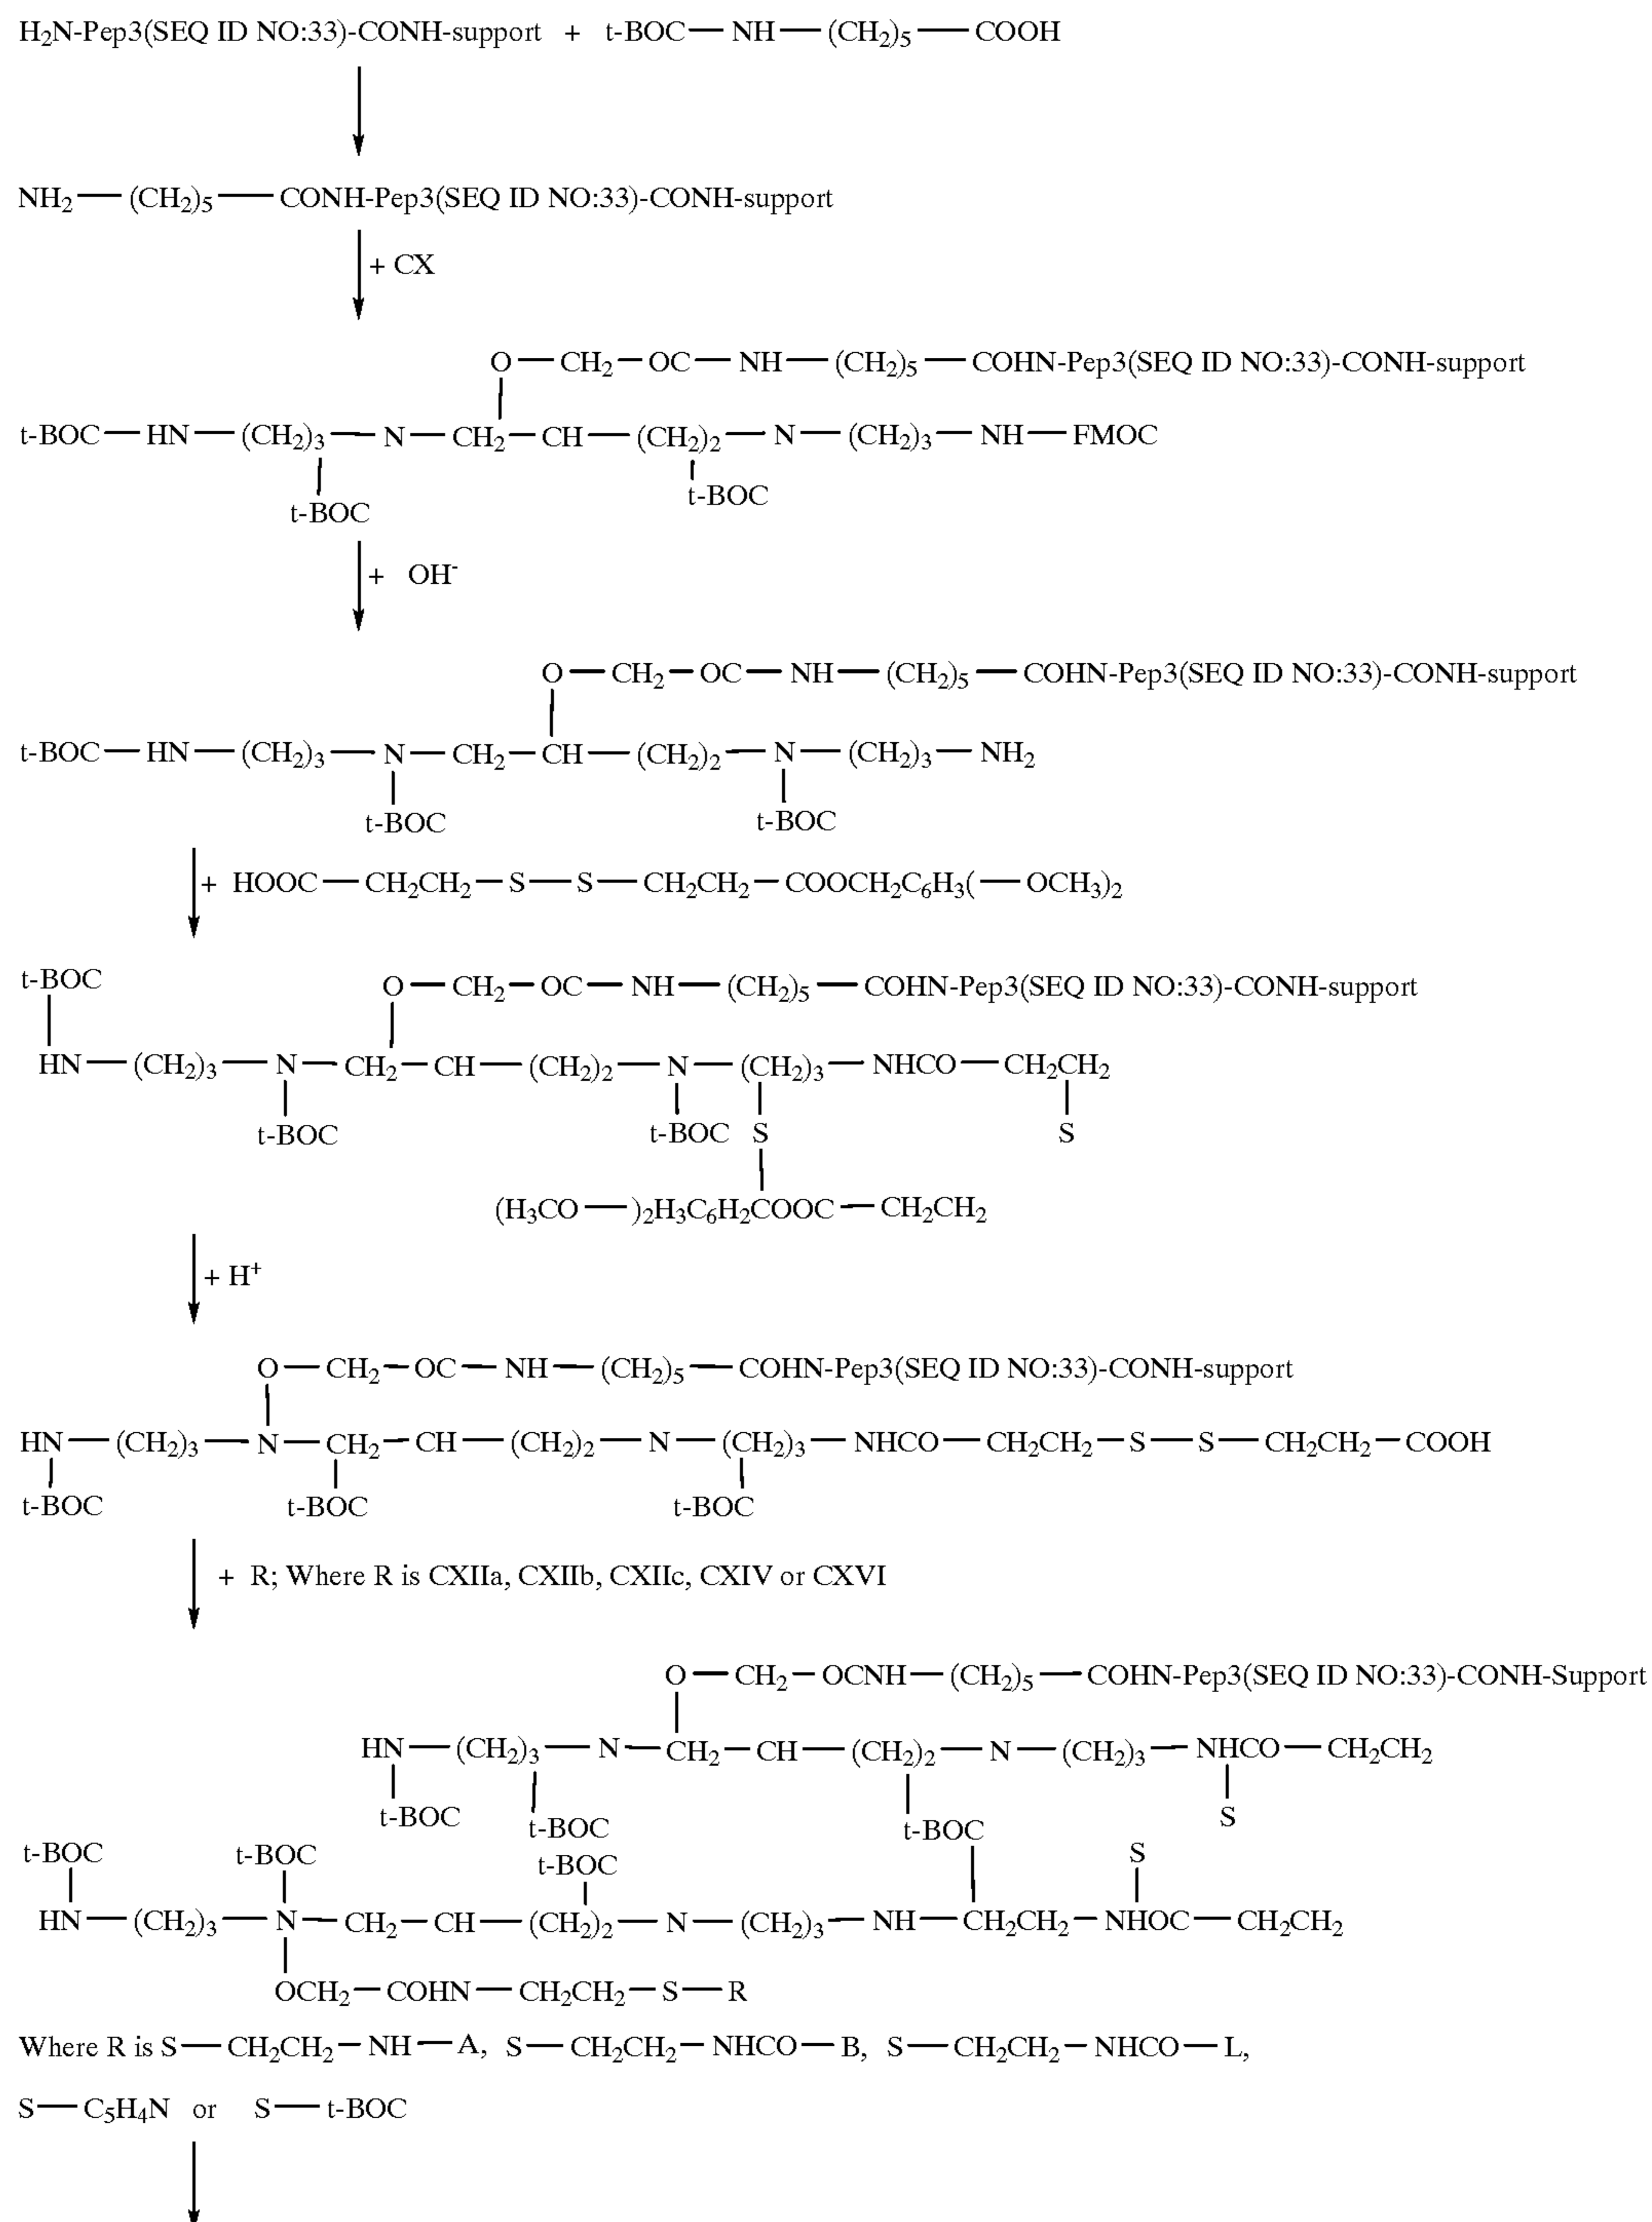 H₂N-Pep3(SEQ ID NO:33)-CONH-support + t-BOC—NH—(CH₂)₅—COOH
NH₂—(CH₂)₅—CONH-Pep3(SEQ ID NO:33)-CONH-support
+ CX
O—CH₂—OC—NH—(CH₂)₅—COHN-Pep3(SEQ ID NO:33)-CONH-support
t-BOC—HN—(CH₂)₃—N—CH₂—CH—(CH₂)₂—N—(CH₂)₃—NH—FMOC
t-BOC t-BOC
+ OH⁻
O—CH₂—OC—NH—(CH₂)₅—COHN-Pep3(SEQ ID NO:33)-CONH-support
t-BOC—HN—(CH₂)₃—N—CH₂—CH—(CH₂)₂—N—(CH₂)₃—NH₂
t-BOC t-BOC
+ HOOC—CH₂CH₂—S—S—CH₂CH₂—COOCH₂C₆H₃(—OCH₃)₂
t-BOC O—CH₂—OC—NH—(CH₂)₅—COHN-Pep3(SEQ ID NO:33)-CONH-support
HN—(CH₂)₃—N—CH₂—CH—(CH₂)₂—N—(CH₂)₃—NHCO—CH₂CH₂
t-BOC t-BOC S S
(H₃CO—)₂H₃C₆H₂COOC—CH₂CH₂
+ H⁺
O—CH₂—OC—NH—(CH₂)₅—COHN-Pep3(SEQ ID NO:33)-CONH-support
HN—(CH₂)₃—N—CH₂—CH—(CH₂)₂—N—(CH₂)₃—NHCO—CH₂CH₂—S—S—CH₂CH₂—COOH
t-BOC t-BOC t-BOC
+ R; Where R is CXIIa, CXIIb, CXIIc, CXIV or CXVI
O—CH₂—OCNH—(CH₂)₅—COHN-Pep3(SEQ ID NO:33)-CONH-Support
HN—(CH₂)₃—N—CH₂—CH—(CH₂)₂—N—(CH₂)₃—NHCO—CH₂CH₂
t-BOC t-BOC t-BOC S
t-BOC t-BOC t-BOC S
HN—(CH₂)₃—N—CH₂—CH—(CH₂)₂—N—(CH₂)₃—NH—CH₂CH₂—NHOC—CH₂CH₂
OCH₂—COHN—CH₂CH₂—S—R
Where R is S—CH₂CH₂—NH—A, S—CH₂CH₂—NHCO—B, S—CH₂CH₂—NHCO—L,
S—C₅H₄N or S—t-BOC